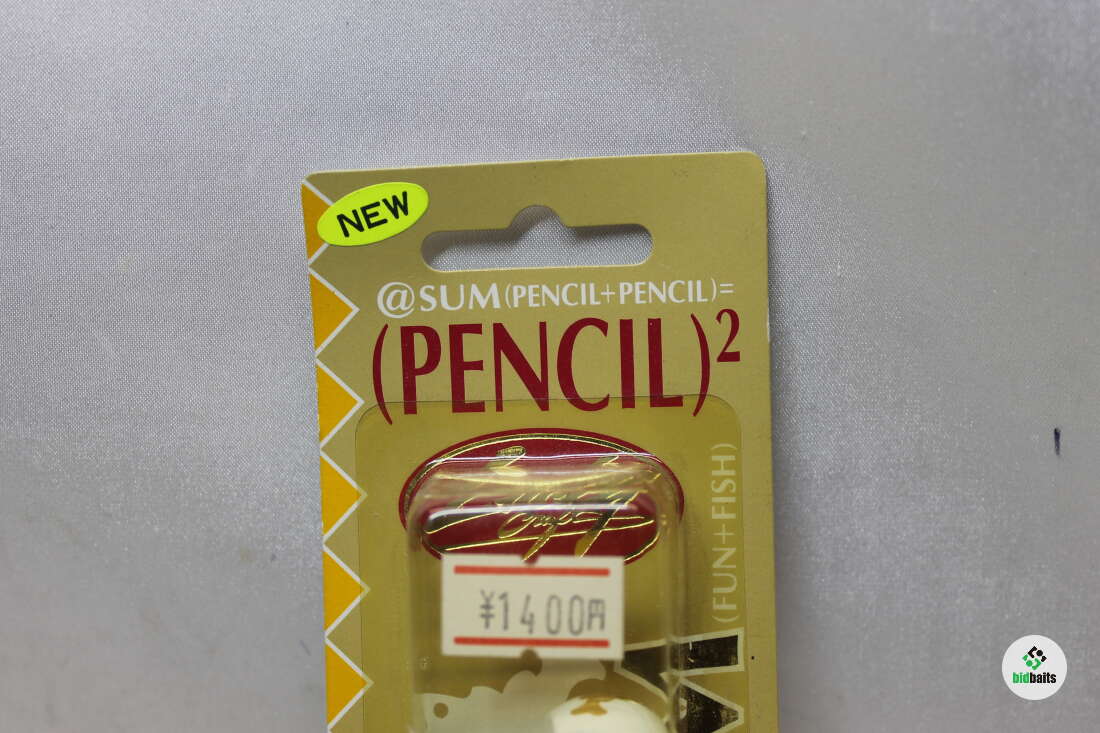 NEW
@SUM(PENCIL+PENCIL)=
(PENCIL)²
(FUN+FISH)
¥1400円
bidbaits